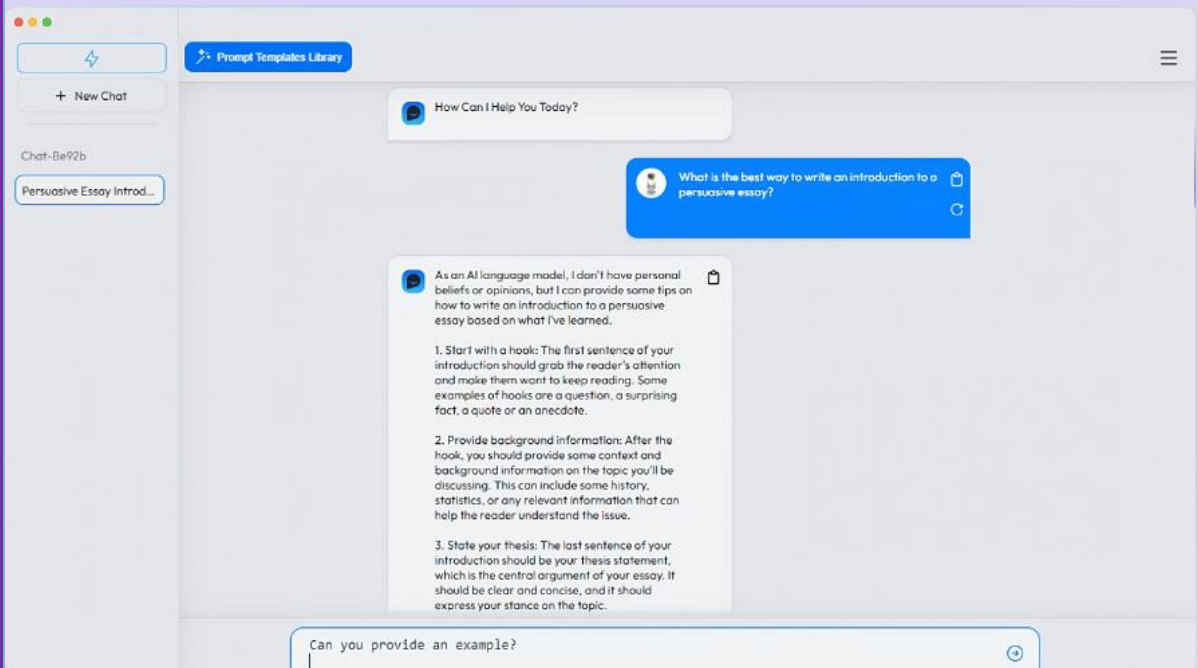 Prompt Templates Library
+ New Chat
Chat-Be92b
Persuasive Essay Introd...
How Can I Help You Today?
What is the best way to write an introduction to a
persuasive essay?
As an AI language model, I don't have personal
beliefs or opinions, but I can provide some tips on
how to write an introduction to a persuasive
essay based on what I've learned.
1. Start with a hook: The first sentence of your
introduction should grab the reader's attention
and make them want to keep reading. Some
examples of hooks are a question, a surprising
fact, a quote or an anecdote.
2. Provide background information: After the
hook, you should provide some context and
background information on the topic you'll be
discussing. This can include some history,
statistics, or any relevant information that can
help the reader understand the issue.
3. State your thesis: The last sentence of your
introduction should be your thesis statement,
which is the central argument of your essay. It
should be clear and concise, and it should
express your stance on the topic.
Can you provide an example?